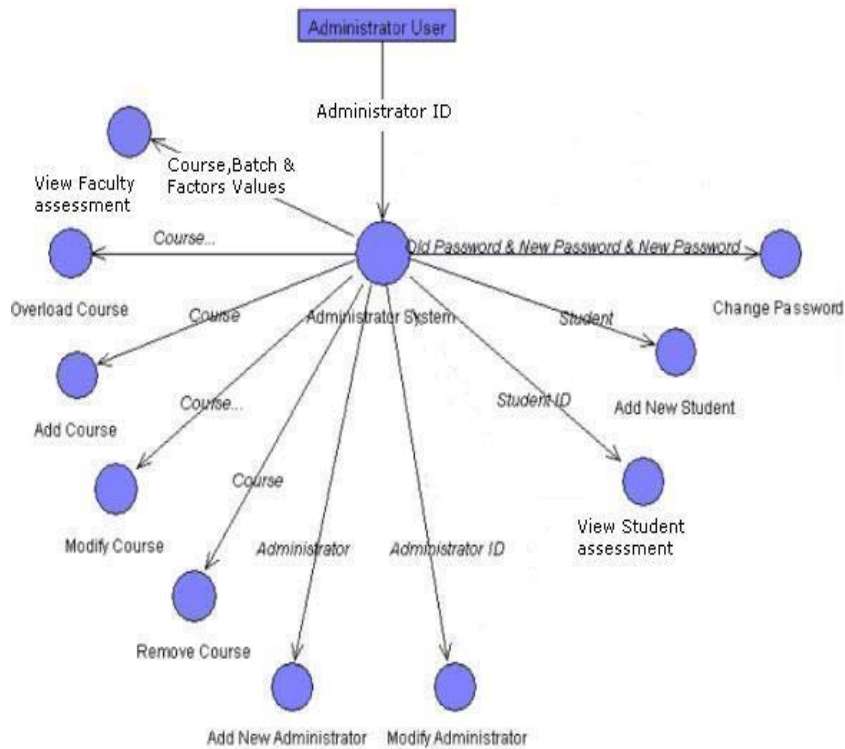 Administrator User
Administrator ID
Course,Batch &
Factors Values
View Faculty
assessment
Course...
Old Password & New Password & New Password
Overload Course
Administrator System
Change Password
Course
Student
Add Course
Course...
Student ID
Add New Student
Modify Course
Course
View Student
assessment
Administrator
Administrator ID
Remove Course
Add New Administrator
Modify Administrator